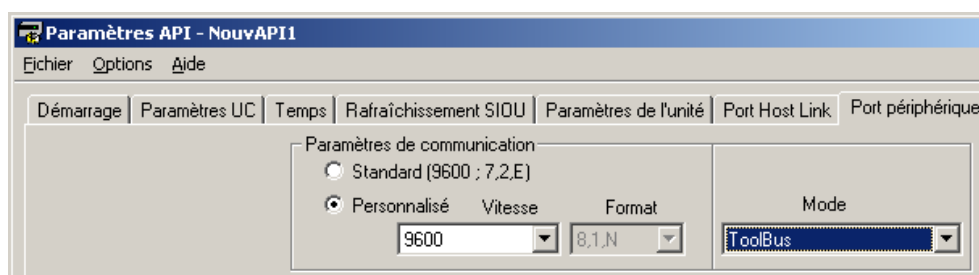 Paramètres API - NouvAPI1
Fichier Options Aide
Démarrage Paramètres UC Temps Rafraîchissement SIOU Paramètres de l'unité Port Host Link Port périphérique
Paramètres de communication
Standard (9600 ; 7,2,E)
Personnalisé Vitesse Format Mode
9600 8,1,N ToolBus